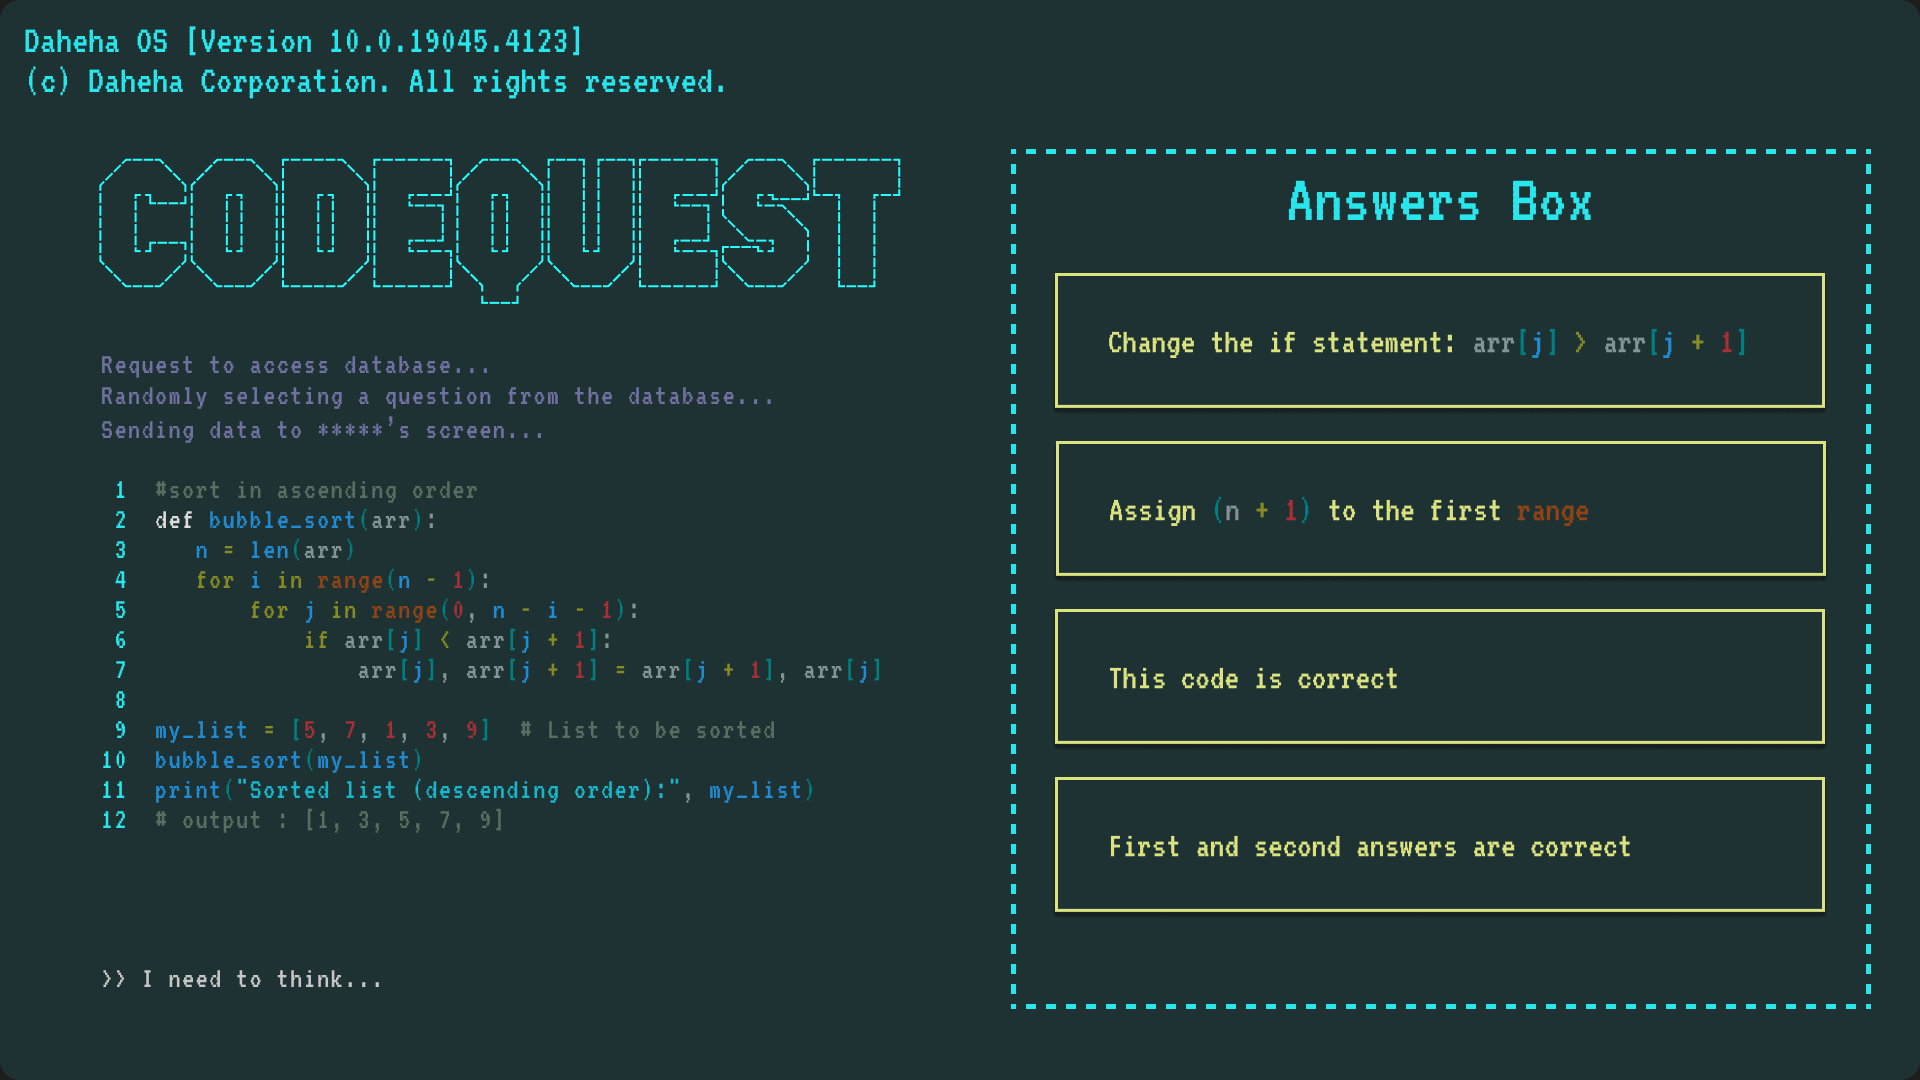 Daheha OS [Version 10.0.19045.4123]
(c) Daheha Corporation. All rights reserved.
CODEQUEST
Request to access database...
Randomly selecting a question from the database...
Sending data to *****'s screen...
1 #sort in ascending order
2 def bubble_sort(arr):
3    n = len(arr)
4    for i in range(n - 1):
5        for j in range(0, n - i - 1):
6            if arr[j] < arr[j + 1]:
7                arr[j], arr[j + 1] = arr[j + 1], arr[j]
8
9 my_list = [5, 7, 1, 3, 9]  # List to be sorted
10 bubble_sort(my_list)
11 print("Sorted list (descending order):", my_list)
12 # output : [1, 3, 5, 7, 9]
>> I need to think...
Answers Box
Change the if statement: arr[j] > arr[j + 1]
Assign (n + 1) to the first range
This code is correct
First and second answers are correct